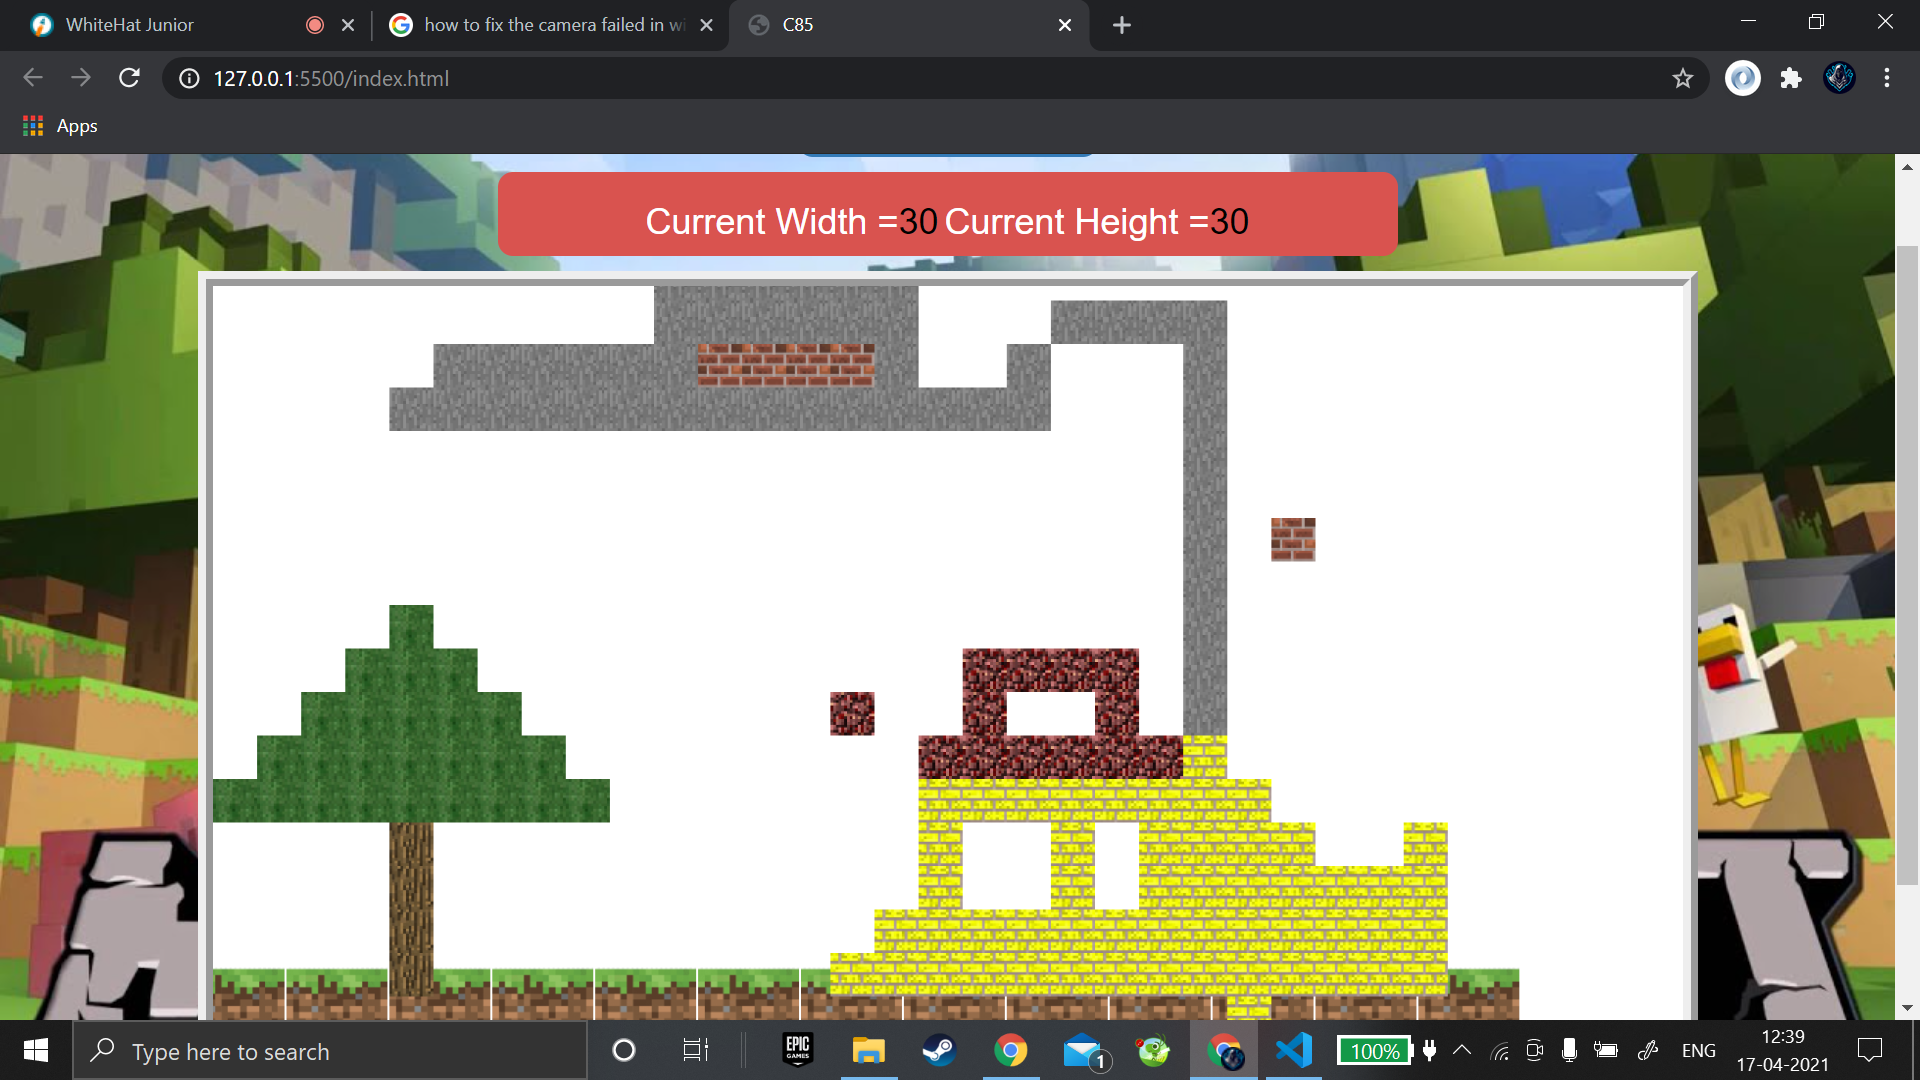 WhiteHat Junior
how to fix the camera failed in wi
C85
127.0.0.1:5500/index.html
Apps
Current Width =30 Current Height =30
EPIC
GAMES
Type here to search
1
100%
ENG
12:39
17-04-2021